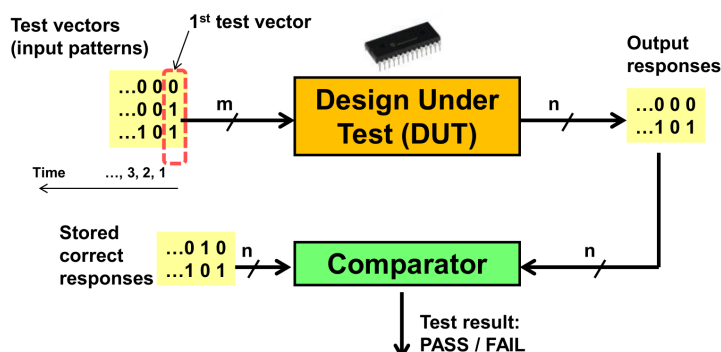 Test vectors
(input patterns)
1st test vector
...0 0 0
...0 0 1
...1 0 1
m
Design Under
Test (DUT)
n
Output
responses
...0 0 0
...1 0 1
Time
..., 3, 2, 1
Stored
correct
responses
...0 1 0
...1 0 1
n
Comparator
n
Test result:
PASS / FAIL